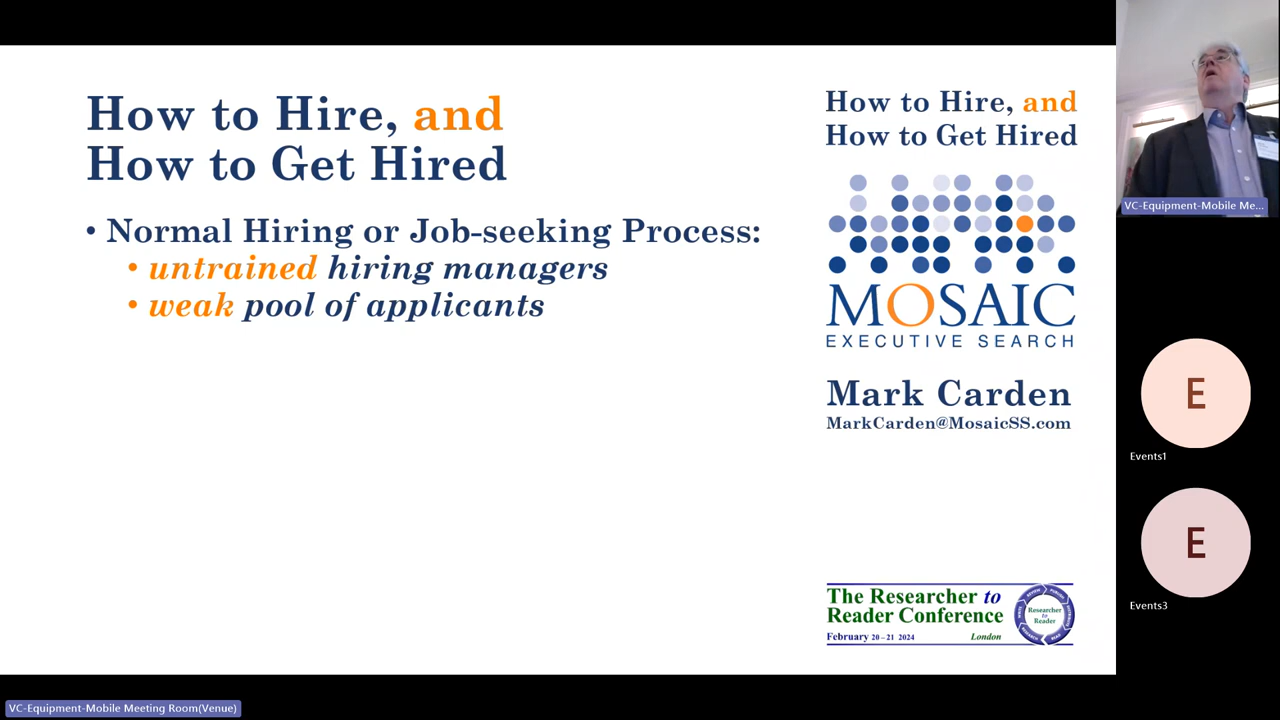 How to Hire, and
How to Get Hired
• Normal Hiring or Job-seeking Process:
• untrained hiring managers
• weak pool of applicants
How to Hire, and
How to Get Hired
MOSAIC
EXECUTIVE SEARCH
Mark Carden
MarkCarden@MosaicSS.com
The Researcher to
Reader Conference
February 20 – 21 2024 London
Researcher
to
Reader
VC-Equipment-Mobile Me...
E
Events1
E
Events3
VC-Equipment-Mobile Meeting Room(Venue)